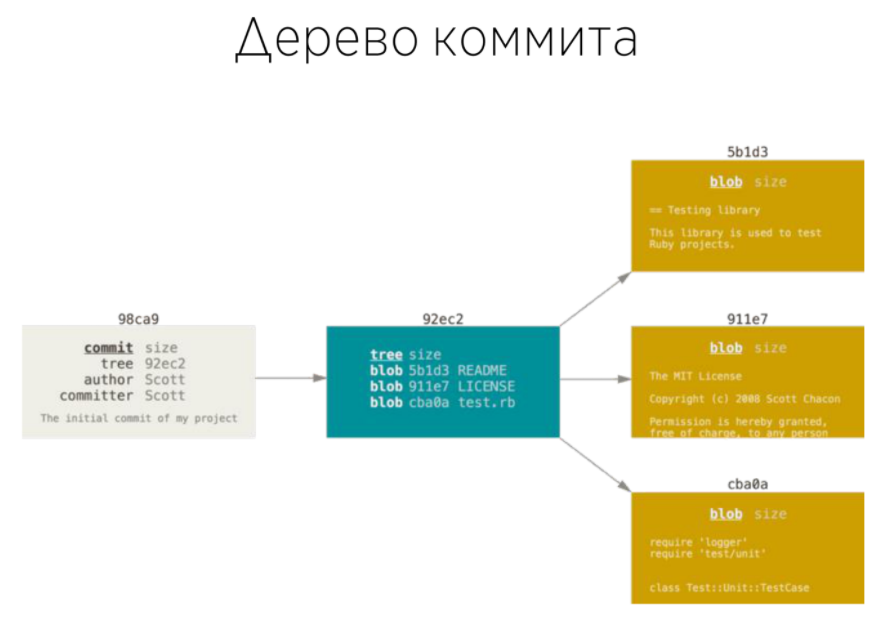 Дерево коммита
98ca9
commit size
tree 92ec2
author Scott
committer Scott
The initial commit of my project
92ec2
tree size
blob 5b1d3 README
blob 911e7 LICENSE
blob cba0a test.rb
5b1d3
blob size
== Testing library
This library is used to test
Ruby projects.
911e7
blob size
The MIT License
Copyright (c) 2008 Scott Chacon
Permission is hereby granted,
free of charge, to any person
cba0a
blob size
require 'logger'
require 'test/unit'
class Test::Unit::TestCase